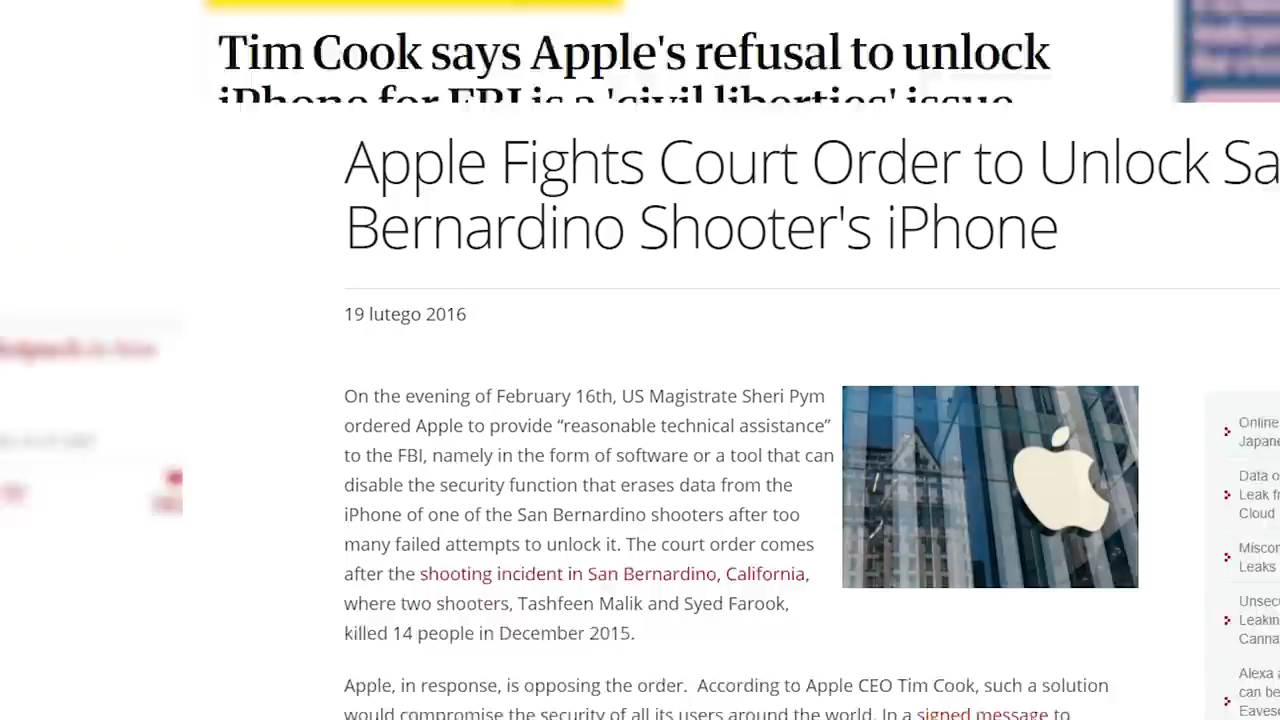 Tim Cook says Apple's refusal to unlock
iPhone for FBI is a 'civil liberties' issue
Apple Fights Court Order to Unlock Sa
Bernardino Shooter's iPhone
19 lutego 2016
On the evening of February 16th, US Magistrate Sheri Pym
ordered Apple to provide “reasonable technical assistance”
to the FBI, namely in the form of software or a tool that can
disable the security function that erases data from the
iPhone of one of the San Bernardino shooters after too
many failed attempts to unlock it. The court order comes
after the shooting incident in San Bernardino, California,
where two shooters, Tashfeen Malik and Syed Farook,
killed 14 people in December 2015.
Apple, in response, is opposing the order. According to Apple CEO Tim Cook, such a solution
would compromise the security of all its users around the world. In a signed message to
Online
Japane
Data o
Leak fr
Cloud
Miscon
Leaks
Unsec
Leakin
Canna
Alexa a
can be
Eaves